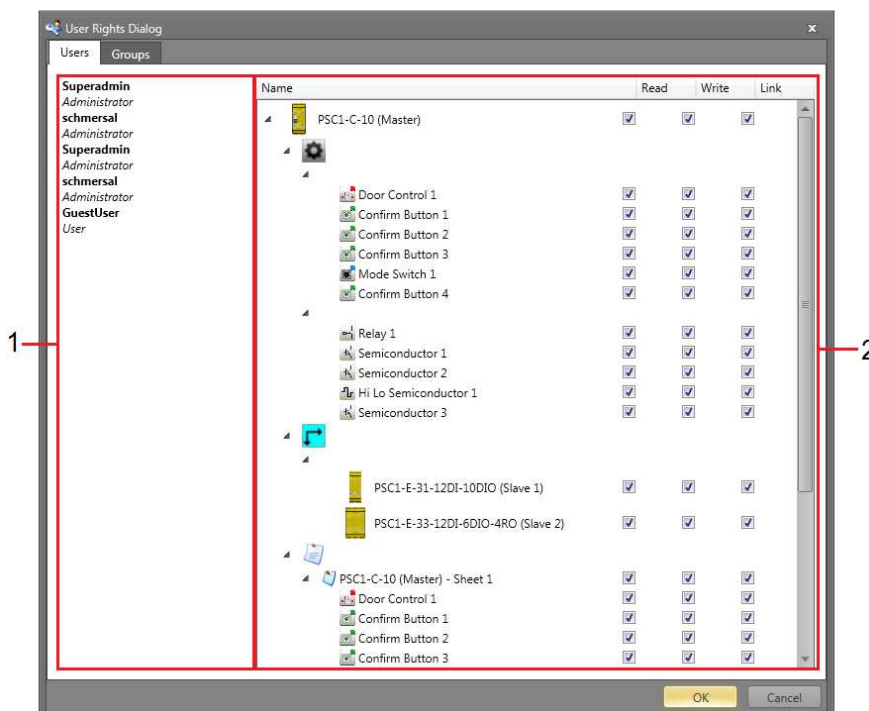 User Rights Dialog
x
Users Groups
Superadmin
Administrator
schmersal
Administrator
Superadmin
Administrator
schmersal
Administrator
GuestUser
User
Name Read Write Link
PSC1-C-10 (Master)
Door Control 1
Confirm Button 1
Confirm Button 2
Confirm Button 3
Mode Switch 1
Confirm Button 4
Relay 1
Semiconductor 1
Semiconductor 2
Hi Lo Semiconductor 1
Semiconductor 3
PSC1-E-31-12DI-10DIO (Slave 1)
PSC1-E-33-12DI-6DIO-4RO (Slave 2)
PSC1-C-10 (Master) - Sheet 1
Door Control 1
Confirm Button 1
Confirm Button 2
Confirm Button 3
1
2
OK Cancel